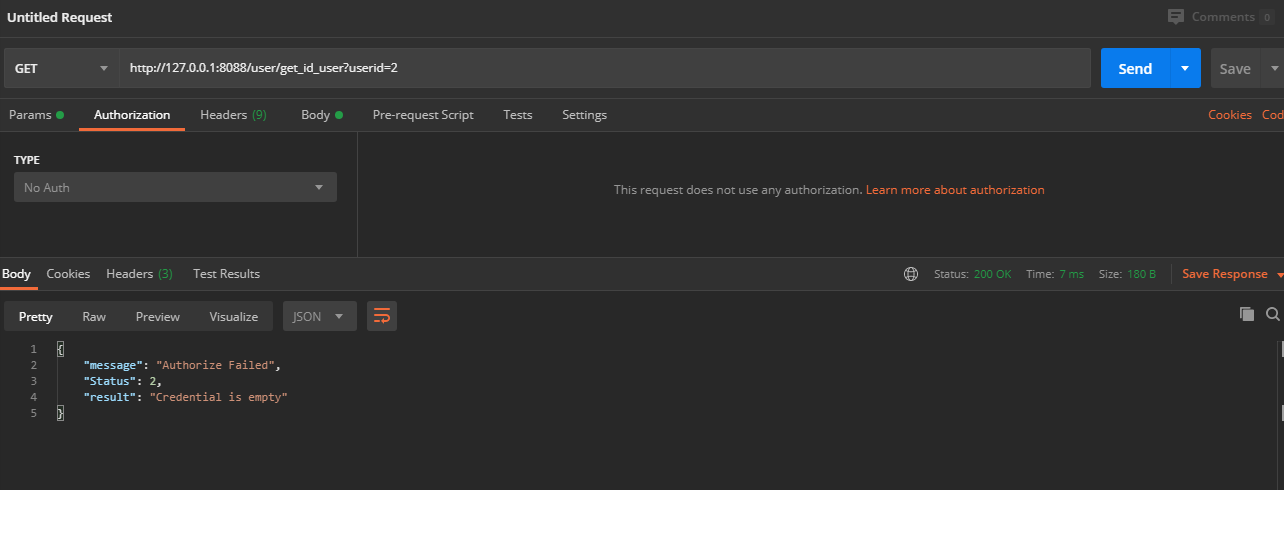 Untitled Request
Comments 0
GET http://127.0.0.1:8088/user/get_id_user?userid=2 Send Save
Params Authorization Headers (9) Body Pre-request Script Tests Settings Cookies Cod
TYPE
No Auth
This request does not use any authorization. Learn more about authorization
Body Cookies Headers (3) Test Results Status: 200 OK Time: 7 ms Size: 180 B Save Response
Pretty Raw Preview Visualize JSON
1 {
2 "message": "Authorize Failed",
3 "Status": 2,
4 "result": "Credential is empty"
5 }